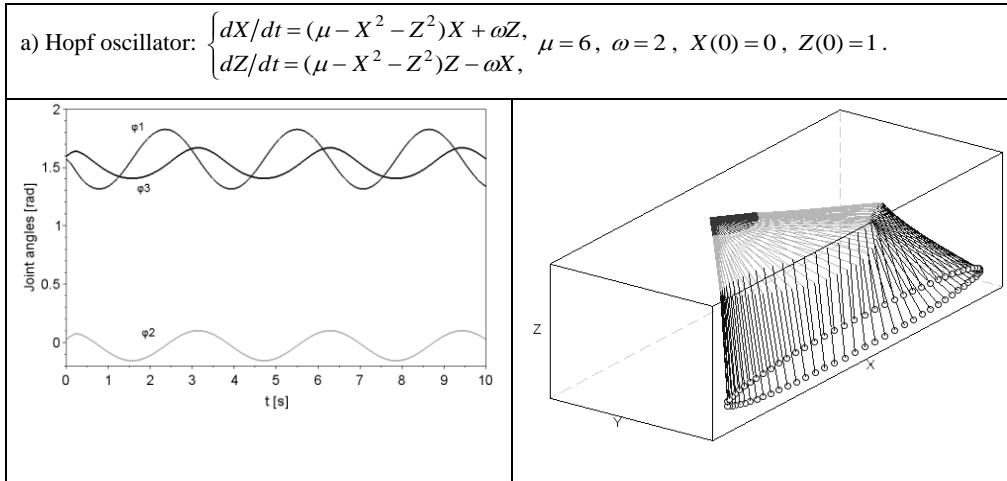 a) Hopf oscillator: { dX/dt = (μ − X² − Z²)X + ωZ, dZ/dt = (μ − X² − Z²)Z − ωX, μ = 6, ω = 2, X(0) = 0, Z(0) = 1.
2
1.5
1
0.5
0
Joint angles [rad]
φ1
φ3
φ2
0 1 2 3 4 5 6 7 8 9 10
t [s]
Z
Y
X